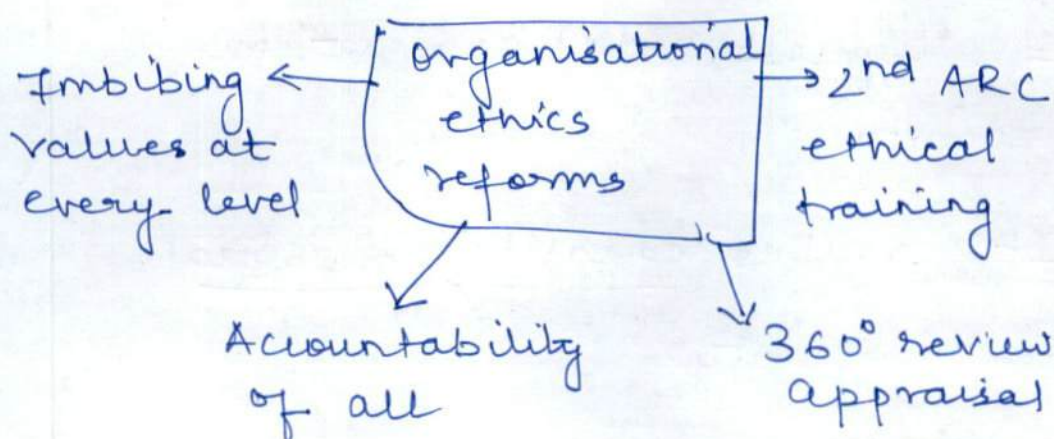 organisational
ethics
reforms
Imbibing
values at
every level
2nd ARC
ethical
training
Accountability
of all
360° review
appraisal